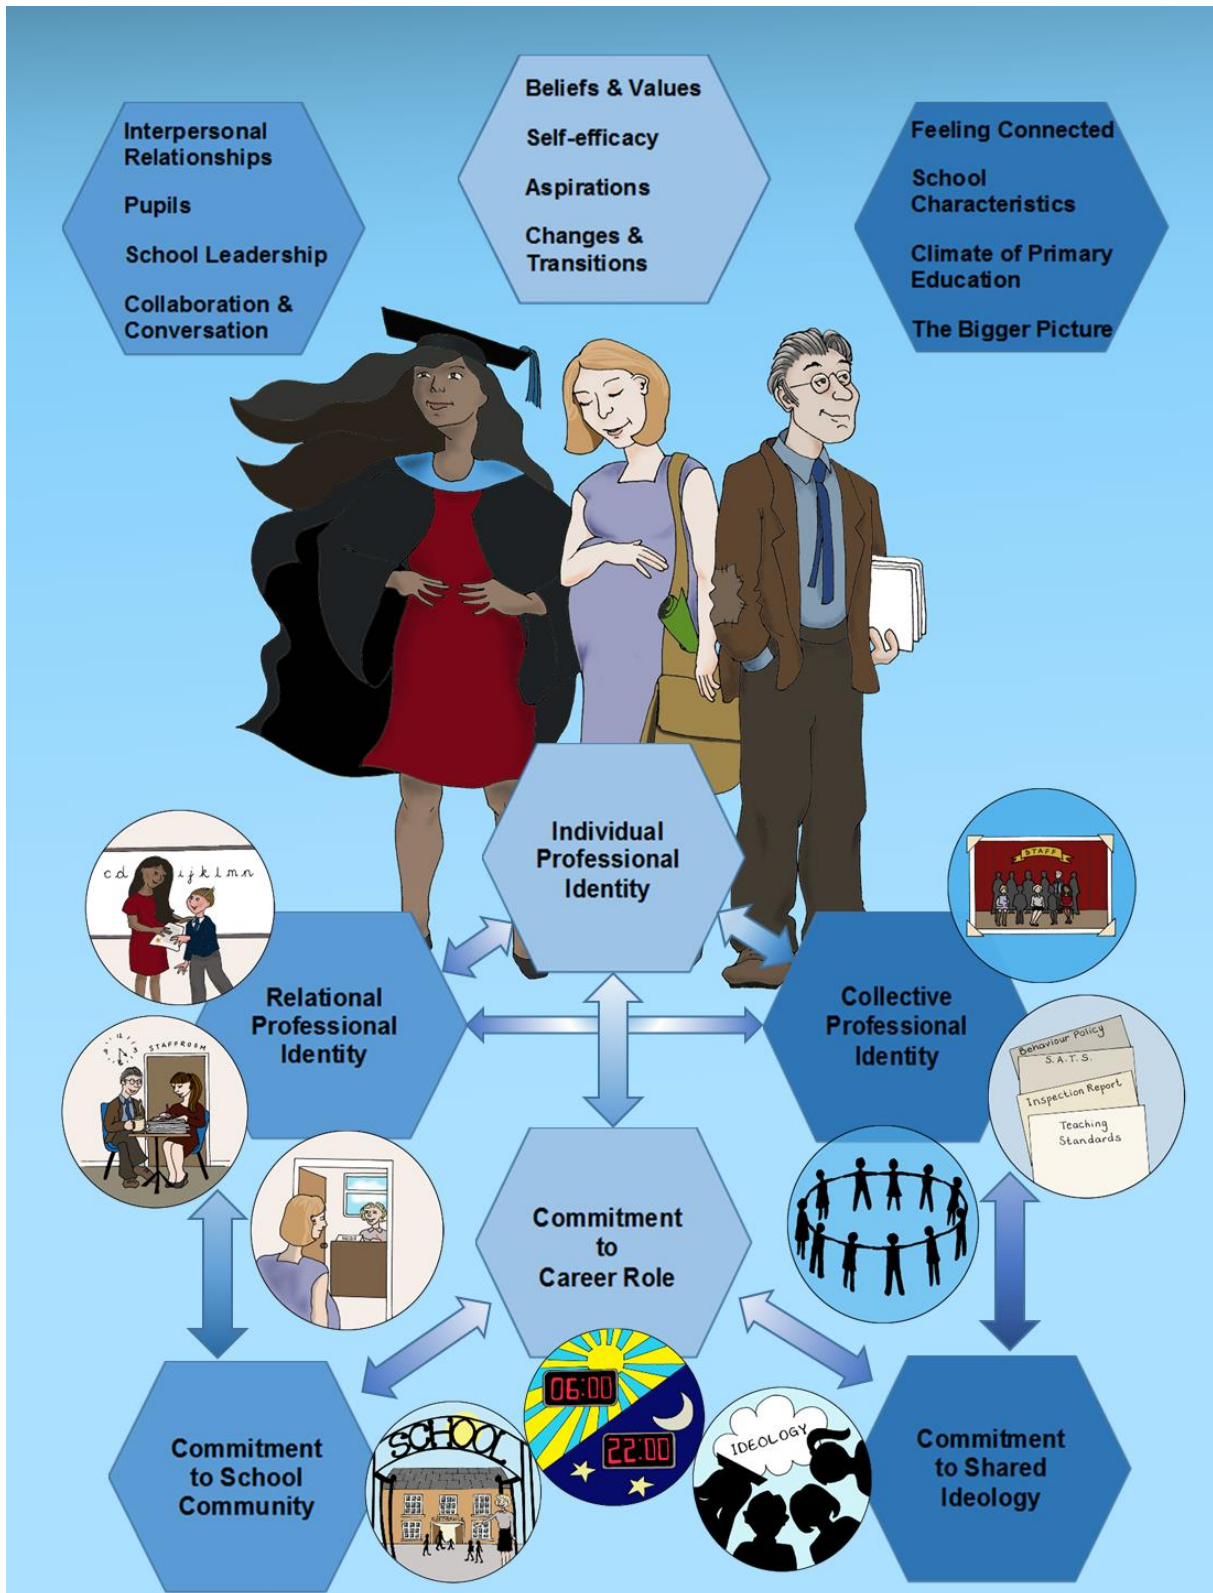 Beliefs & Values
Self-efficacy
Aspirations
Changes &
Transitions
Interpersonal
Relationships
Pupils
School Leadership
Collaboration &
Conversation
Feeling Connected
School
Characteristics
Climate of Primary
Education
The Bigger Picture
Individual
Professional
Identity
STAFF
c d i j k l m n
Relational
Professional
Identity
Collective
Professional
Identity
STAFFROOM
12
3
Behaviour Policy
S.A.T.S.
Inspection Report
Teaching
Standards
Commitment
to
Career Role
06:00
22:00
SCHOOL
IDEOLOGY
Commitment
to School
Community
Commitment
to Shared
Ideology